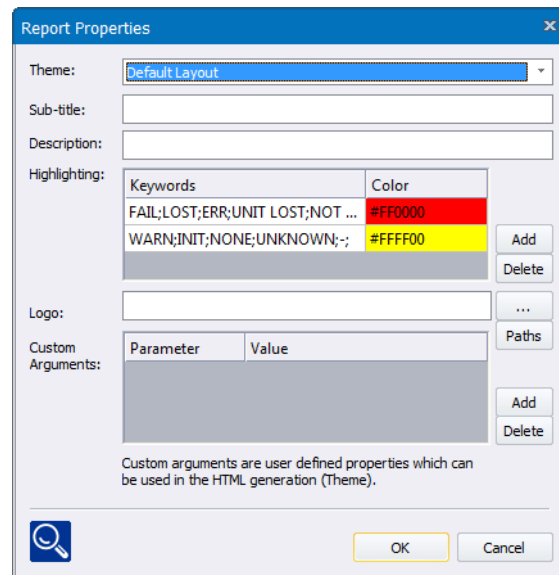 Report Properties
Theme: Default Layout
Sub-title:
Description:
Highlighting:
Keywords Color
FAIL;LOST;ERR;UNIT LOST;NOT ... #FF0000
WARN;INIT;NONE;UNKNOWN;-; #FFFF00
Add
Delete
Logo: ...
Paths
Custom
Arguments:
Parameter Value
Add
Delete
Custom arguments are user defined properties which can
be used in the HTML generation (Theme).
OK Cancel